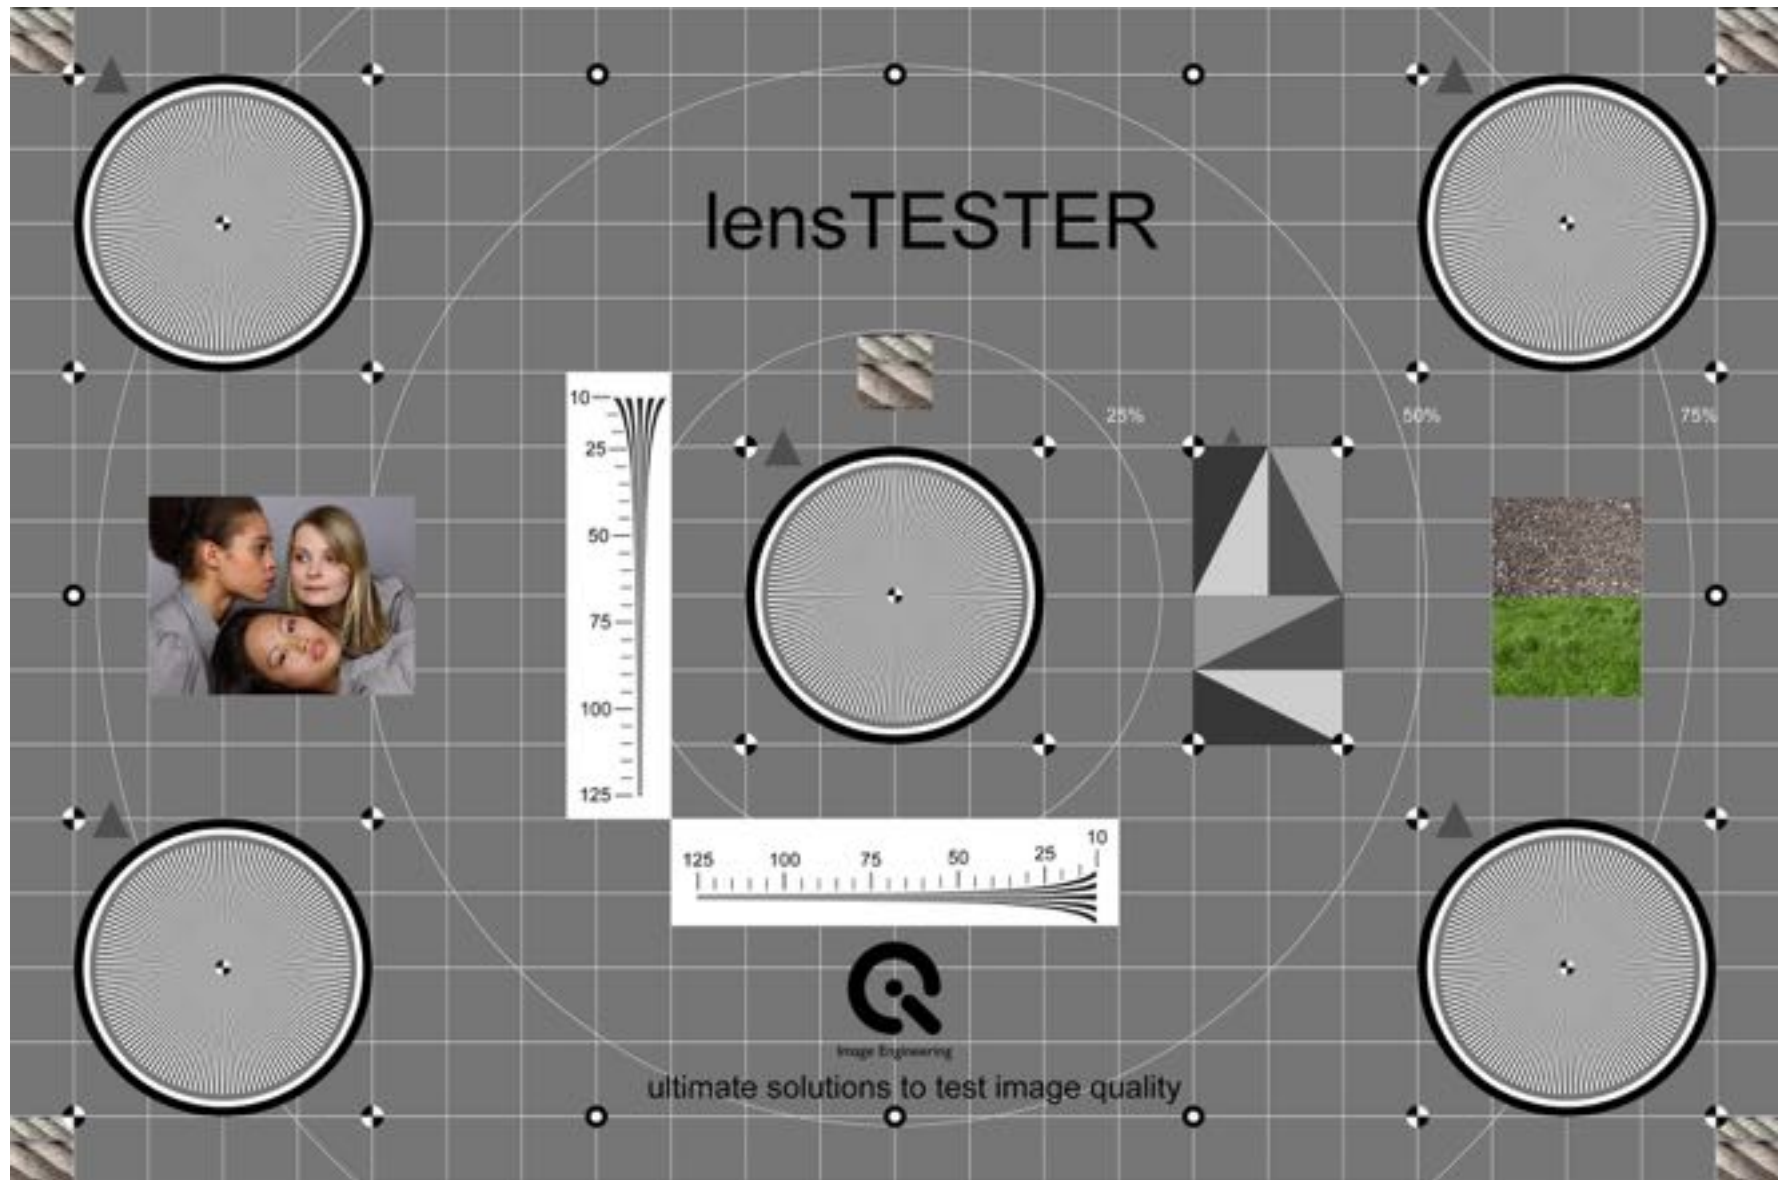 lensTESTER
25%
50%
75%
10
25
50
75
100
125
10
125 100 75 50 25
Image Engineering
ultimate solutions to test image quality